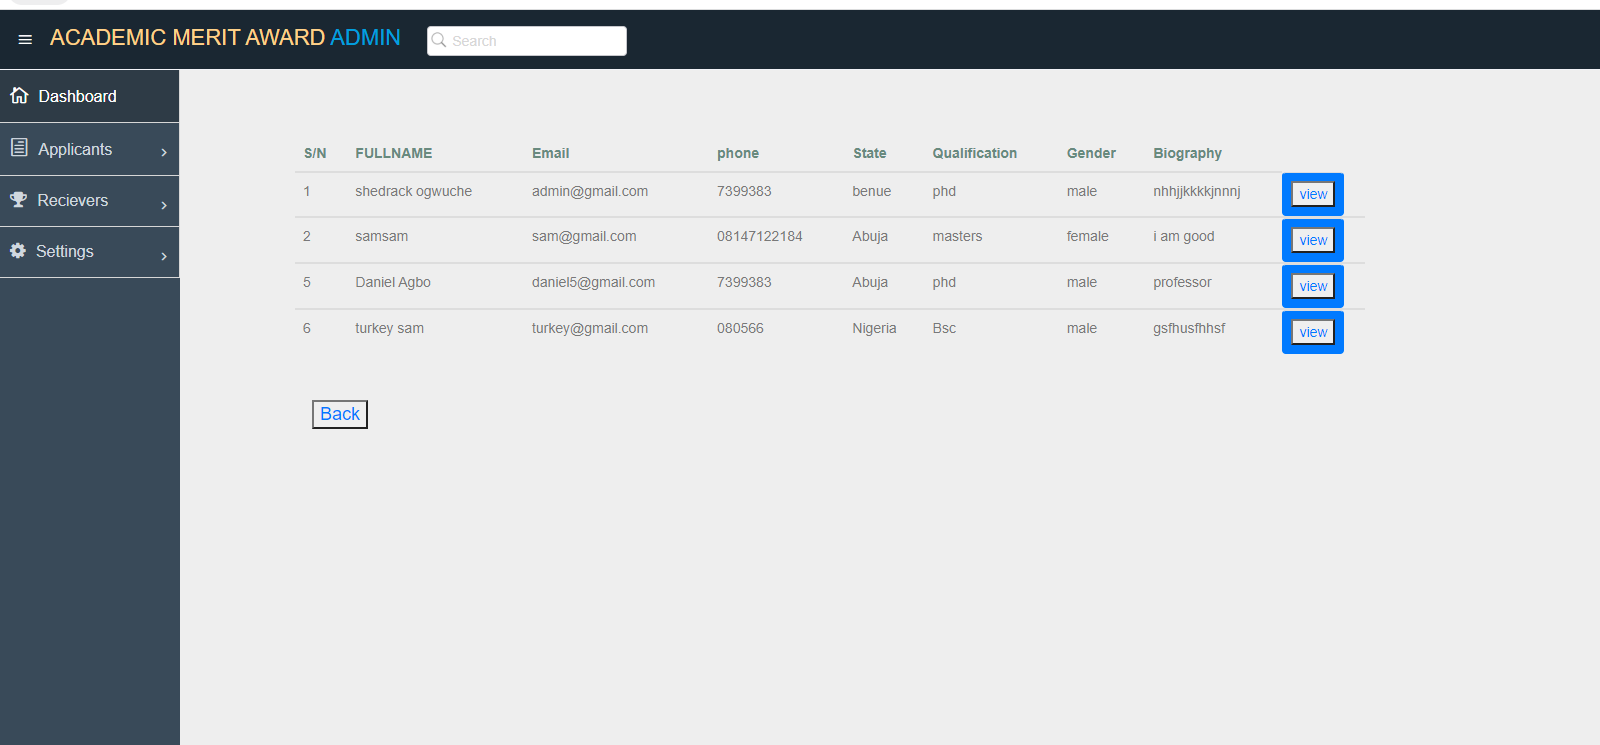 ACADEMIC MERIT AWARD ADMIN Search
Dashboard
Applicants
Recievers
Settings
S/N FULLNAME Email phone State Qualification Gender Biography
1 shedrack ogwuche admin@gmail.com 7399383 benue phd male nhhjjkkkkjnnnj view
2 samsam sam@gmail.com 08147122184 Abuja masters female i am good view
5 Daniel Agbo daniel5@gmail.com 7399383 Abuja phd male professor view
6 turkey sam turkey@gmail.com 080566 Nigeria Bsc male gsfhusfhhsf view
Back